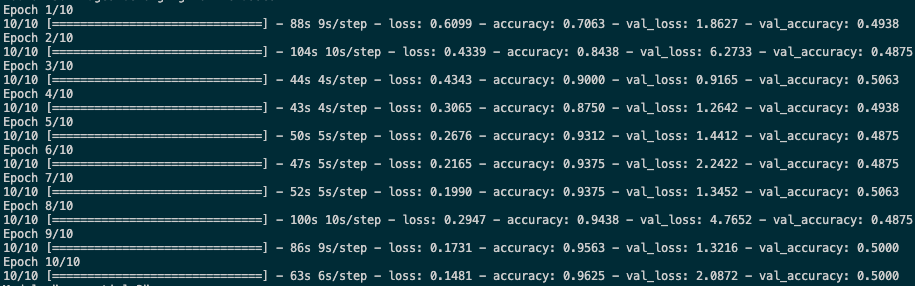 Epoch 1/10
10/10 [==============================] - 88s 9s/step - loss: 0.6099 - accuracy: 0.7063 - val_loss: 1.8627 - val_accuracy: 0.4938
Epoch 2/10
10/10 [==============================] - 104s 10s/step - loss: 0.4339 - accuracy: 0.8438 - val_loss: 6.2733 - val_accuracy: 0.4875
Epoch 3/10
10/10 [==============================] - 44s 4s/step - loss: 0.4343 - accuracy: 0.9000 - val_loss: 0.9165 - val_accuracy: 0.5063
Epoch 4/10
10/10 [==============================] - 43s 4s/step - loss: 0.3065 - accuracy: 0.8750 - val_loss: 1.2642 - val_accuracy: 0.4938
Epoch 5/10
10/10 [==============================] - 50s 5s/step - loss: 0.2676 - accuracy: 0.9312 - val_loss: 1.4412 - val_accuracy: 0.4875
Epoch 6/10
10/10 [==============================] - 47s 5s/step - loss: 0.2165 - accuracy: 0.9375 - val_loss: 2.2422 - val_accuracy: 0.4875
Epoch 7/10
10/10 [==============================] - 52s 5s/step - loss: 0.1990 - accuracy: 0.9375 - val_loss: 1.3452 - val_accuracy: 0.5063
Epoch 8/10
10/10 [==============================] - 100s 10s/step - loss: 0.2947 - accuracy: 0.9438 - val_loss: 4.7652 - val_accuracy: 0.4875
Epoch 9/10
10/10 [==============================] - 86s 9s/step - loss: 0.1731 - accuracy: 0.9563 - val_loss: 1.3216 - val_accuracy: 0.5000
Epoch 10/10
10/10 [==============================] - 63s 6s/step - loss: 0.1481 - accuracy: 0.9625 - val_loss: 2.0872 - val_accuracy: 0.5000